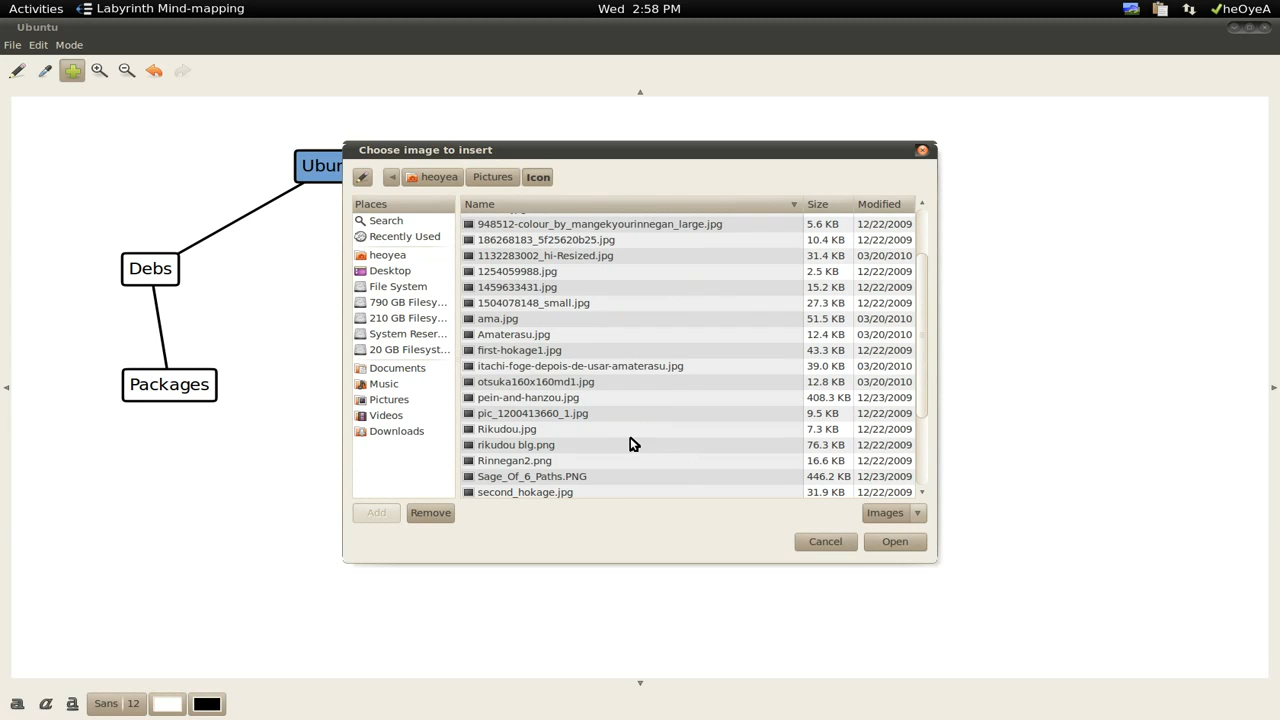 Activities Labyrinth Mind-mapping Wed 2:58 PM heOyeA
Ubuntu
File Edit Mode
Choose image to insert
heoyea Pictures Icon
Places
Search
Recently Used
heoyea
Desktop
File System
790 GB Filesy...
210 GB Filesy...
System Reser...
20 GB Filesyst...
Documents
Music
Pictures
Videos
Downloads
Name Size Modified
948512-colour_by_mangekyourinnegan_large.jpg 5.6 KB 12/22/2009
186268183_5f25620b25.jpg 10.4 KB 12/22/2009
1132283002_hi-Resized.jpg 31.4 KB 03/20/2010
1254059988.jpg 2.5 KB 12/22/2009
1459633431.jpg 15.2 KB 12/22/2009
1504078148_small.jpg 27.3 KB 12/22/2009
ama.jpg 51.5 KB 03/20/2010
Amaterasu.jpg 12.4 KB 03/20/2010
first-hokage1.jpg 43.3 KB 12/22/2009
itachi-foge-depois-de-usar-amaterasu.jpg 39.0 KB 03/20/2010
otsuka160x160md1.jpg 12.8 KB 03/20/2010
pein-and-hanzou.jpg 408.3 KB 12/23/2009
pic_1200413660_1.jpg 9.5 KB 12/22/2009
Rikudou.jpg 7.3 KB 12/22/2009
rikudou blg.png 76.3 KB 12/22/2009
Rinnegan2.png 16.6 KB 12/22/2009
Sage_Of_6_Paths.PNG 446.2 KB 12/23/2009
second_hokage.jpg 31.9 KB 12/22/2009
Add Remove Images
Cancel Open
Debs
Packages
a a a Sans 12